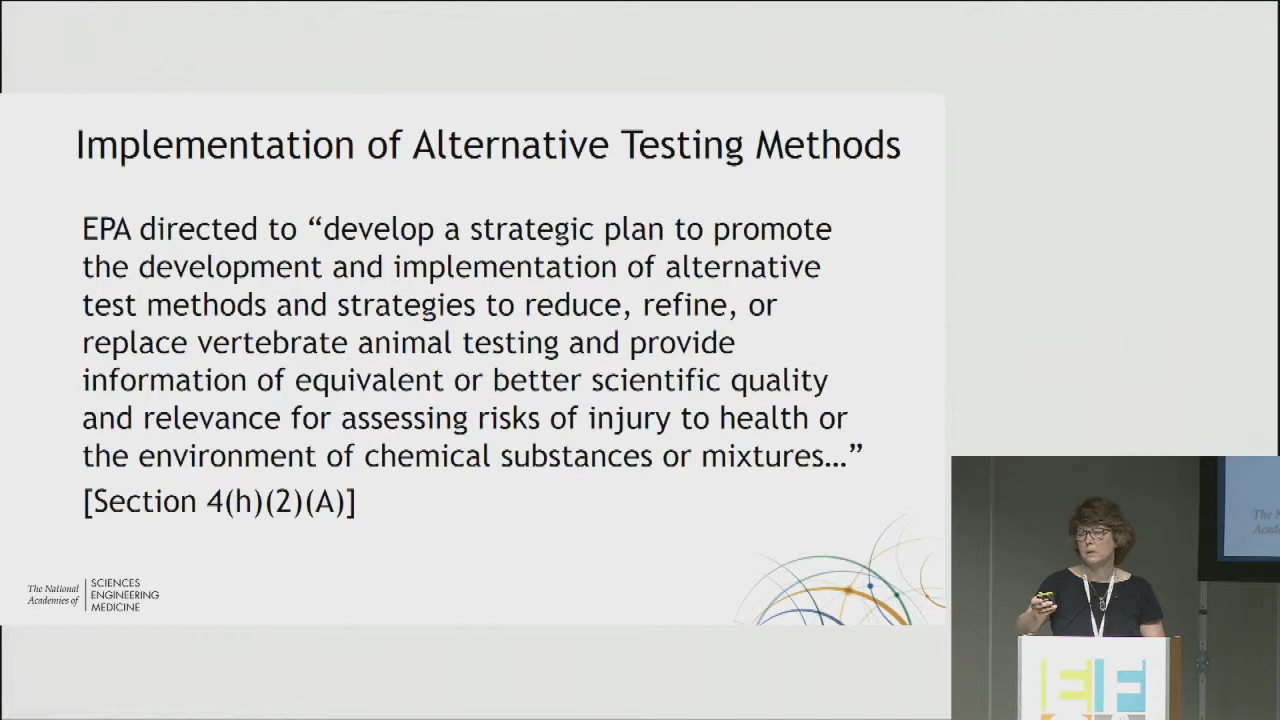 Implementation of Alternative Testing Methods
EPA directed to “develop a strategic plan to promote
the development and implementation of alternative
test methods and strategies to reduce, refine, or
replace vertebrate animal testing and provide
information of equivalent or better scientific quality
and relevance for assessing risks of injury to health or
the environment of chemical substances or mixtures…”
[Section 4(h)(2)(A)]
The National
Academies of
SCIENCES
ENGINEERING
MEDICINE
The N
Acade
EF